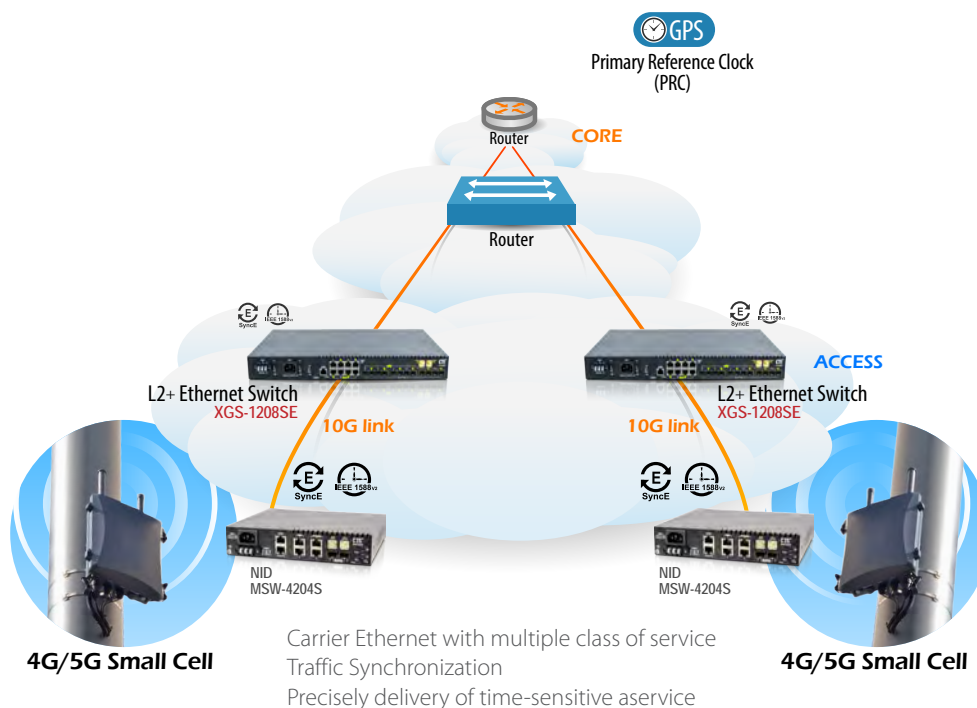 GPS
Primary Reference Clock
(PRC)
Router
CORE
Router
E
SyncE
IEEE 1588v2
E
SyncE
IEEE 1588v2
ACCESS
L2+ Ethernet Switch
XGS-1208SE
L2+ Ethernet Switch
XGS-1208SE
10G link
10G link
E
SyncE
IEEE 1588v2
E
SyncE
IEEE 1588v2
NID
MSW-4204S
NID
MSW-4204S
4G/5G Small Cell
4G/5G Small Cell
Carrier Ethernet with multiple class of service
Traffic Synchronization
Precisely delivery of time-sensitive aservice